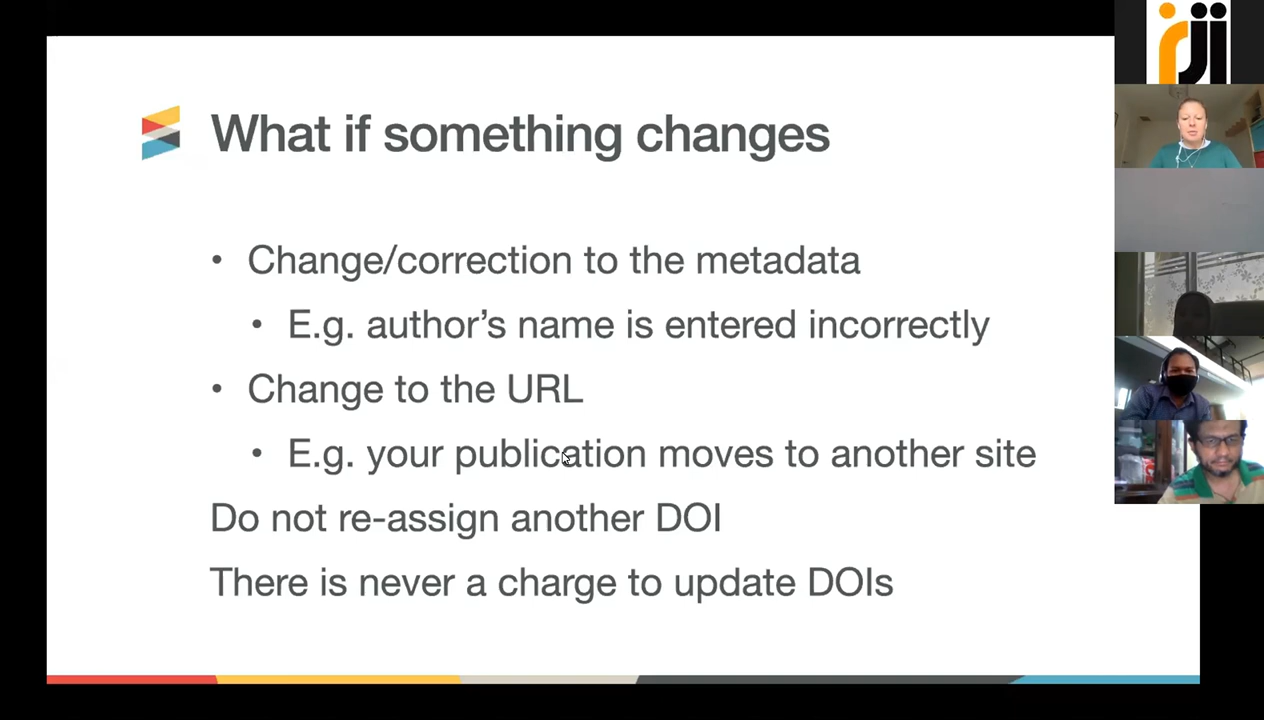 What if something changes
• Change/correction to the metadata
• E.g. author’s name is entered incorrectly
• Change to the URL
• E.g. your publication moves to another site
Do not re-assign another DOI
There is never a charge to update DOIs
rji